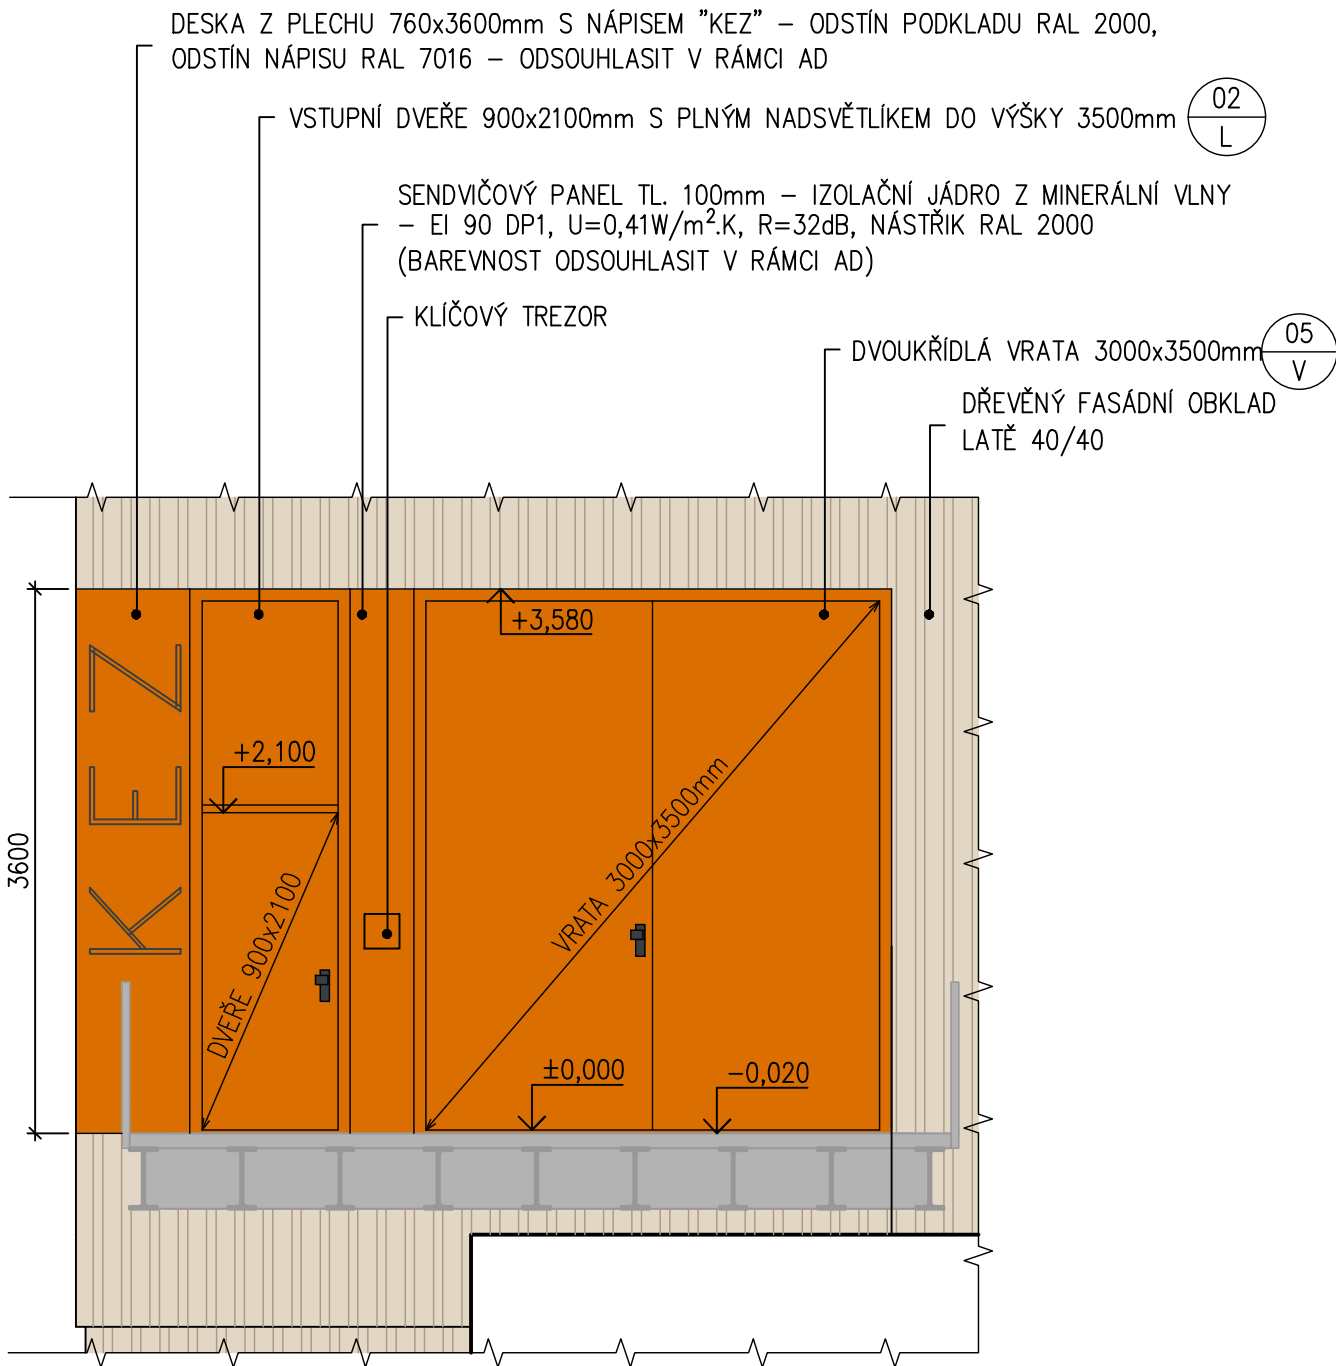 DESKA Z PLECHU 760x3600mm S NÁPISEM "KEZ" – ODSTÍN PODKLADU RAL 2000,
ODSTÍN NÁPISU RAL 7016 – ODSOUHLASIT V RÁMCI AD
VSTUPNÍ DVEŘE 900x2100mm S PLNÝM NADSVĚTLÍKEM DO VÝŠKY 3500mm
02
L
SENDVIČOVÝ PANEL TL. 100mm – IZOLAČNÍ JÁDRO Z MINERÁLNÍ VLNY
– EI 90 DP1, U=0,41W/m².K, R=32dB, NÁSTŘIK RAL 2000
(BAREVNOST ODSOUHLASIT V RÁMCI AD)
KLÍČOVÝ TREZOR
DVOUKŘÍDLÁ VRATA 3000x3500mm
05
V
DŘEVĚNÝ FASÁDNÍ OBKLAD
LATĚ 40/40
+3,580
+2,100
3600
KEZ
DVEŘE 900x2100
VRATA 3000x3500mm
±0,000
–0,020